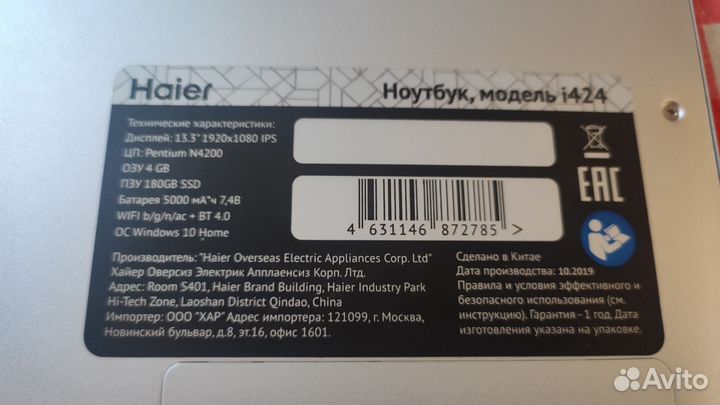 Haier
Ноутбук, модель i424
Технические характеристики:
Дисплей: 13.3" 1920x1080 IPS
ЦП: Pentium N4200
ОЗУ 4 GB
ПЗУ 180GB SSD
Батарея 5000 мА*ч 7,4В
WIFI b/g/n/ac + BT 4.0
ОС Windows 10 Home
4 631146 872785 >
EAC
Производитель: "Haier Overseas Electric Appliances Corp. Ltd"
Хайер Оверсиз Электрик Апплаенсиз Корп. Лтд.
Адрес: Room S401, Haier Brand Building, Haier Industry Park
Hi-Tech Zone, Laoshan District Qindao, China
Импортер: ООО "ХАР" Адрес импортера: 121099, г. Москва,
Новинский бульвар, д.8, эт.16, офис 1601.
Сделано в Китае
Дата производства: 10.2019
Правила и условия эффективного и
безопасного использования (см.
инструкцию). Гарантия - 1 год. Дата
изготовления указана на упаковке.
Avito